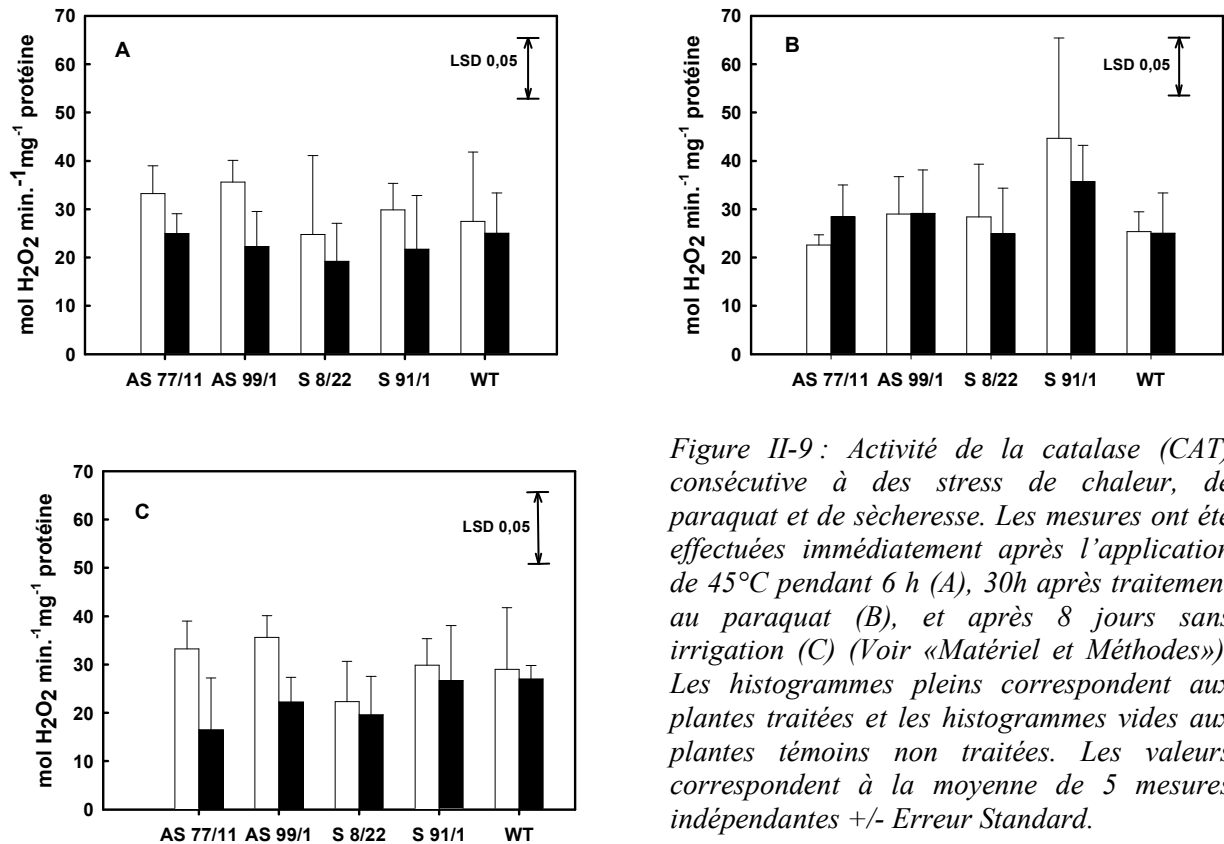 70
60
50
40
30
20
10
0
mol H₂O₂ min.⁻¹mg⁻¹ protéine
A
LSD 0,05
AS 77/11 AS 99/1 S 8/22 S 91/1 WT
70
60
50
40
30
20
10
0
mol H₂O₂ min.⁻¹ mg⁻¹ protéine
B
LSD 0,05
AS 77/11 AS 99/1 S 8/22 S 91/1 WT
70
60
50
40
30
20
10
0
mol H₂O₂ min.⁻¹mg⁻¹ protéine
C
LSD 0,05
AS 77/11 AS 99/1 S 8/22 S 91/1 WT
Figure II-9 : Activité de la catalase (CAT)
consécutive à des stress de chaleur, de
paraquat et de sècheresse. Les mesures ont éte
effectuées immédiatement après l’application
de 45°C pendant 6 h (A), 30h après traitemen
au paraquat (B), et après 8 jours sans
irrigation (C) (Voir «Matériel et Méthodes»)
Les histogrammes pleins correspondent aux
plantes traitées et les histogrammes vides aux
plantes témoins non traitées. Les valeurs
correspondent à la moyenne de 5 mesures
indépendantes +/- Erreur Standard.